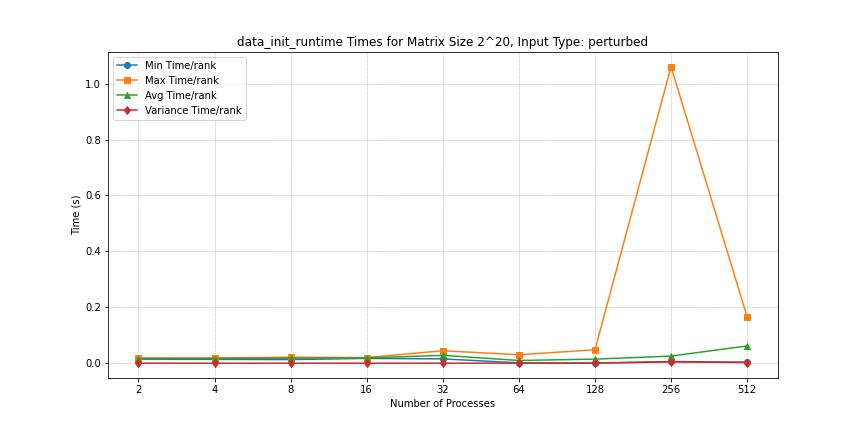 data_init_runtime Times for Matrix Size 2^20, Input Type: perturbed
Min Time/rank
Max Time/rank
Avg Time/rank
Variance Time/rank
Time (s)
1.0
0.8
0.6
0.4
0.2
0.0
2 4 8 16 32 64 128 256 512
Number of Processes